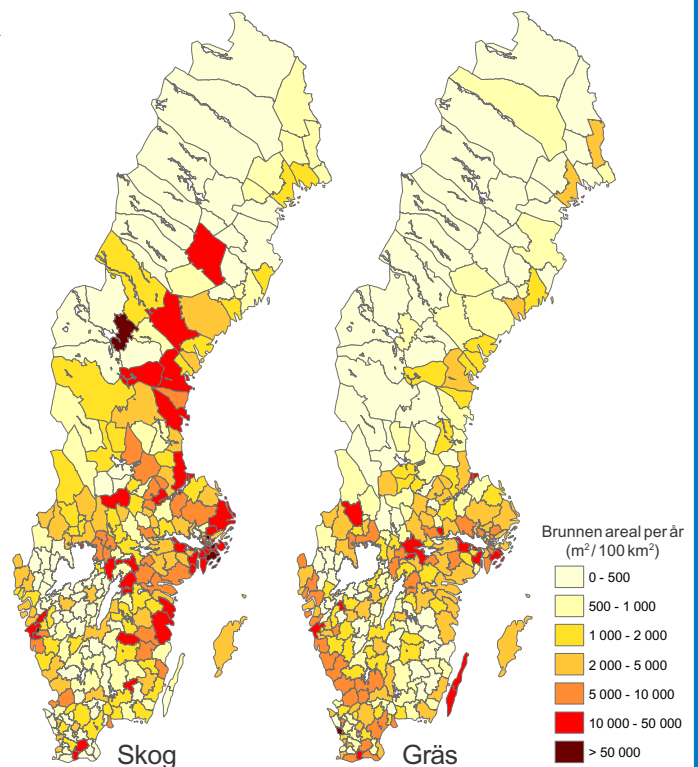 Brunnen areal per år
(m²/ 100 km²)
0 - 500
500 - 1 000
1 000 - 2 000
2 000 - 5 000
5 000 - 10 000
10 000 - 50 000
> 50 000
Skog
Gräs